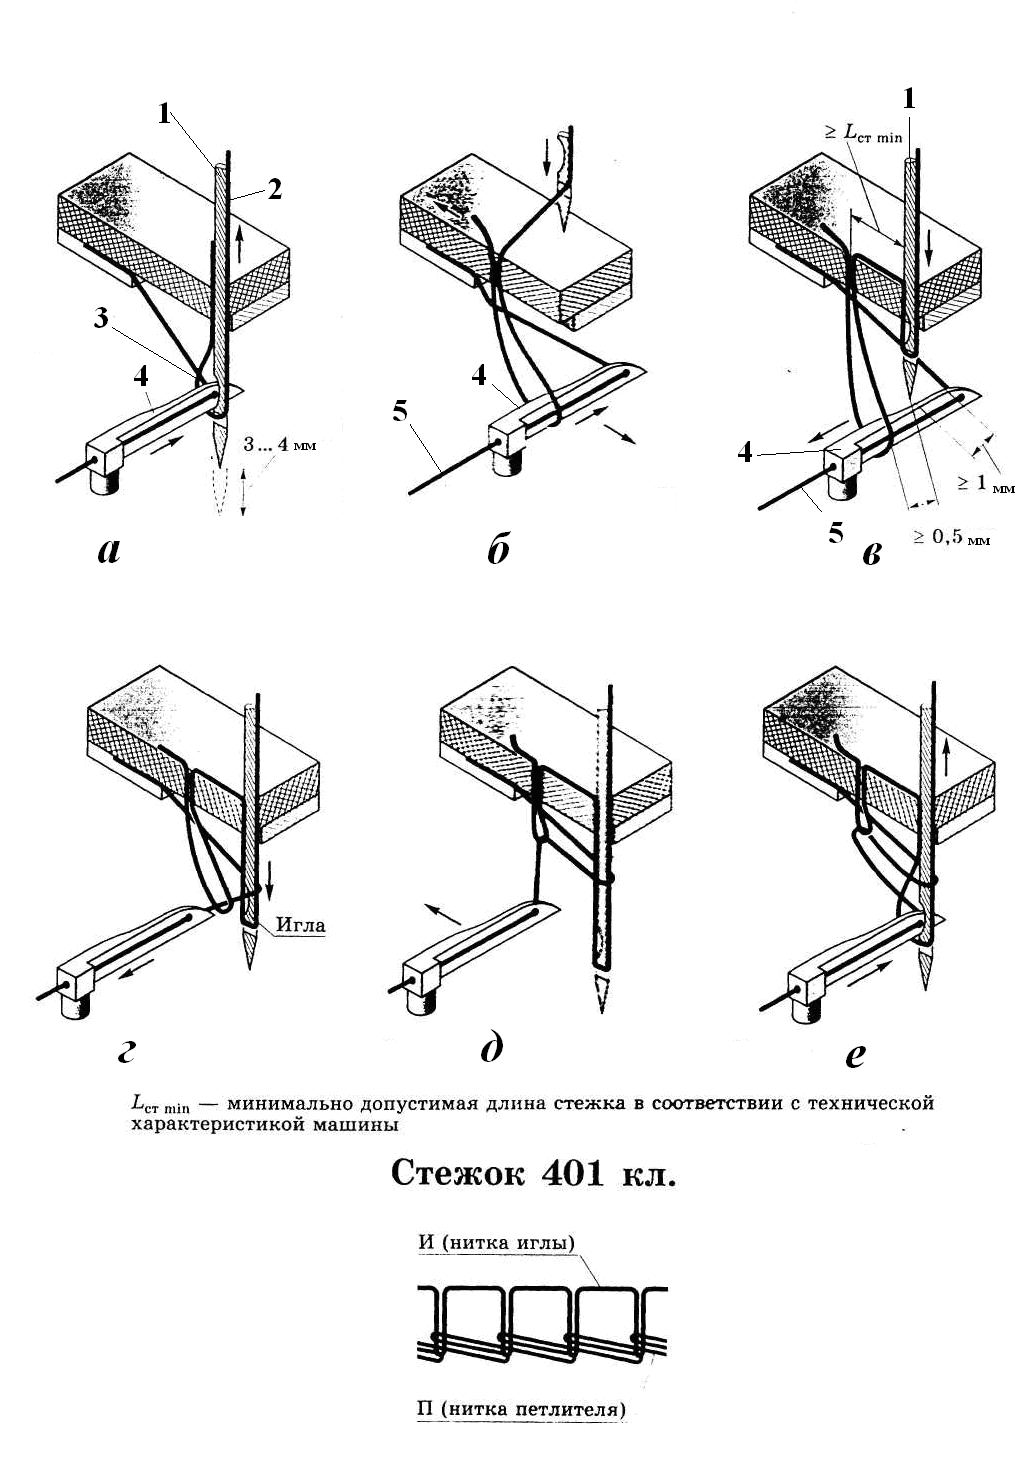 1
2
3
4
3... 4 мм
а
4
5
б
1
≥ Lст min
4
5
≥ 1 мм
≥ 0,5 мм
в
Игла
г
д
е
Lст min — минимально допустимая длина стежка в соответствии с технической
характеристикой машины
Стежок 401 кл.
И (нитка иглы)
П (нитка петлителя)